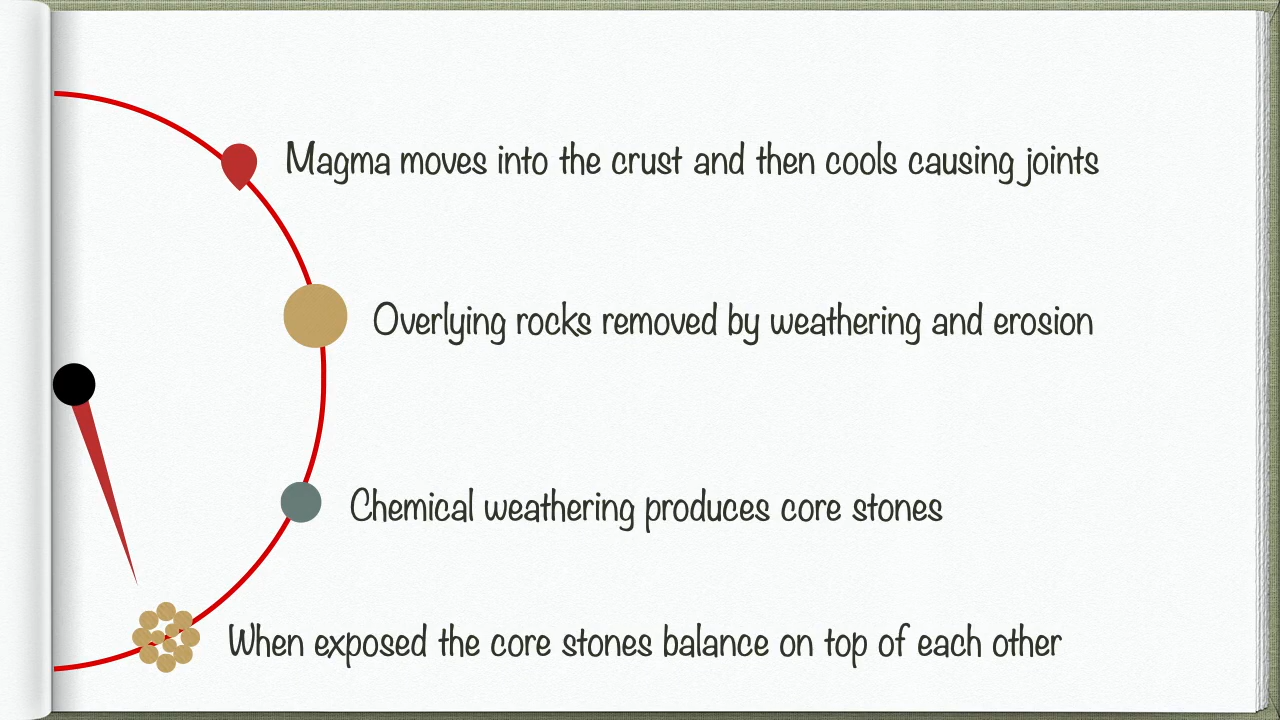 Magma moves into the crust and then cools causing joints
Overlying rocks removed by weathering and erosion
Chemical weathering produces core stones
When exposed the core stones balance on top of each other